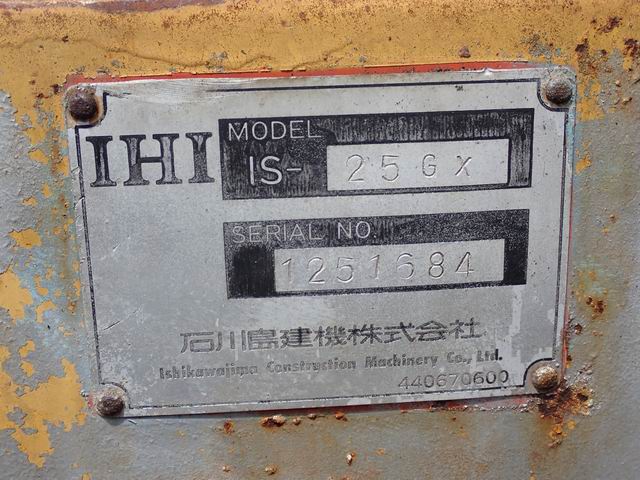 IHI
MODEL
IS- 25GX
SERIAL NO.
1251684
石川島建機株式会社
Ishikawajima Construction Machinery Co., Ltd.
440670600